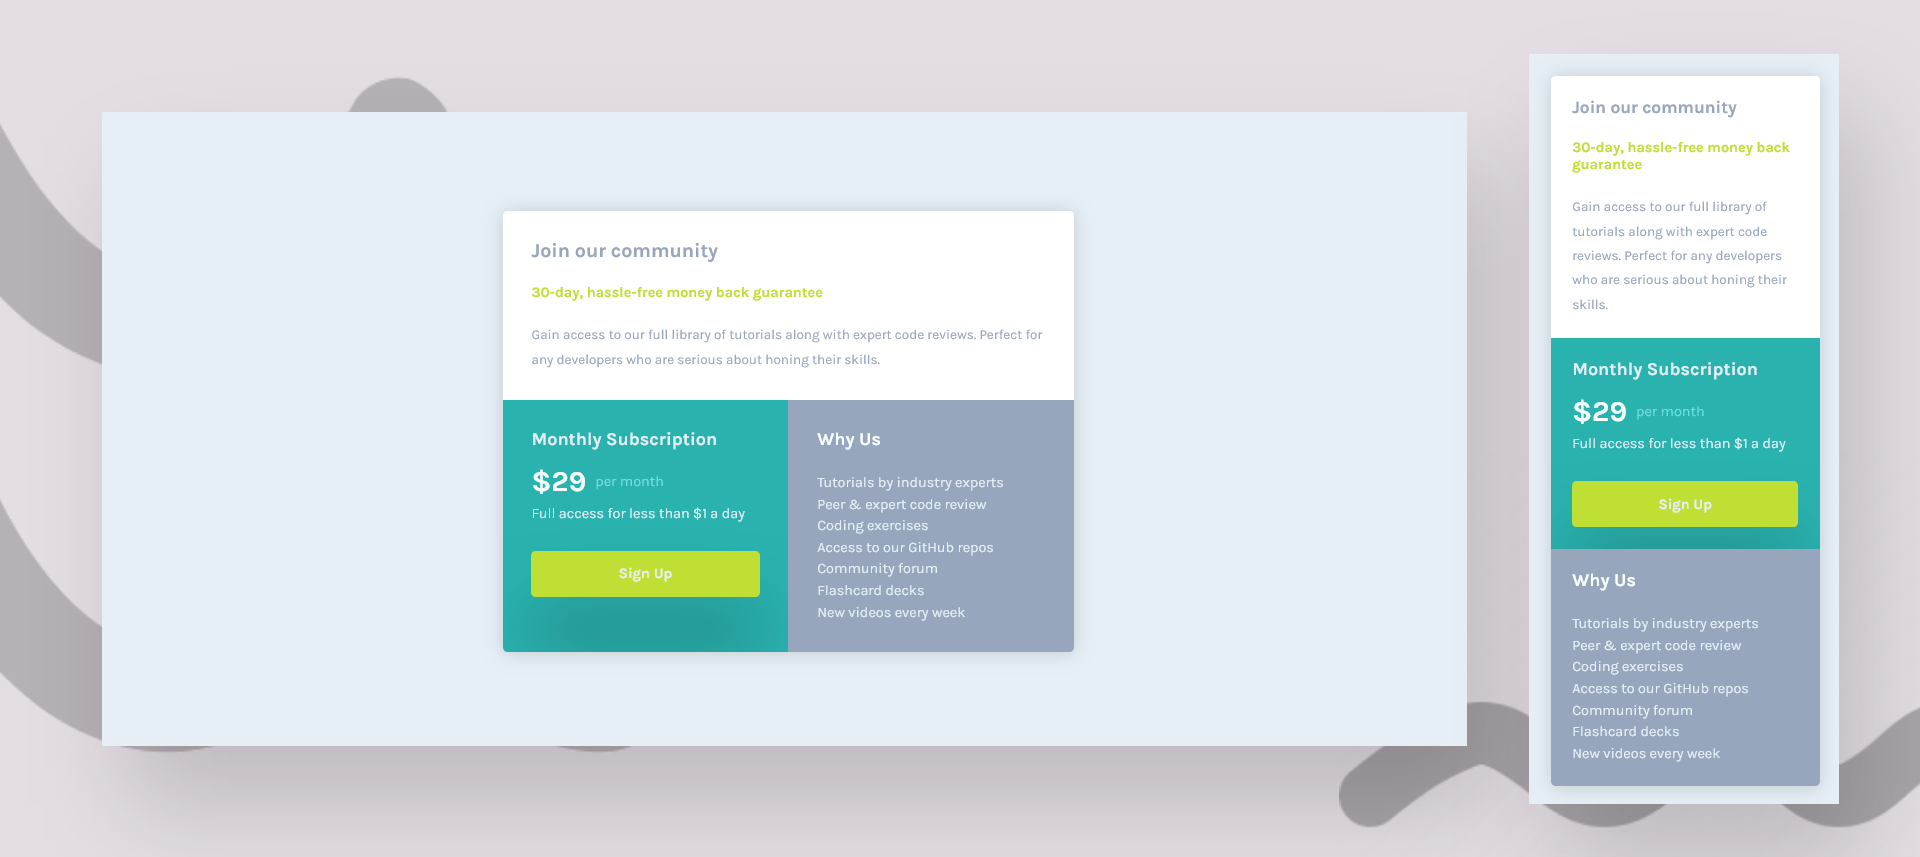 Join our community
30-day, hassle-free money back guarantee
Gain access to our full library of tutorials along with expert code reviews. Perfect for
any developers who are serious about honing their skills.
Monthly Subscription
$29 per month
Full access for less than $1 a day
Sign Up
Why Us
Tutorials by industry experts
Peer & expert code review
Coding exercises
Access to our GitHub repos
Community forum
Flashcard decks
New videos every week
Join our community
30-day, hassle-free money back
guarantee
Gain access to our full library of
tutorials along with expert code
reviews. Perfect for any developers
who are serious about honing their
skills.
Monthly Subscription
$29 per month
Full access for less than $1 a day
Sign Up
Why Us
Tutorials by industry experts
Peer & expert code review
Coding exercises
Access to our GitHub repos
Community forum
Flashcard decks
New videos every week